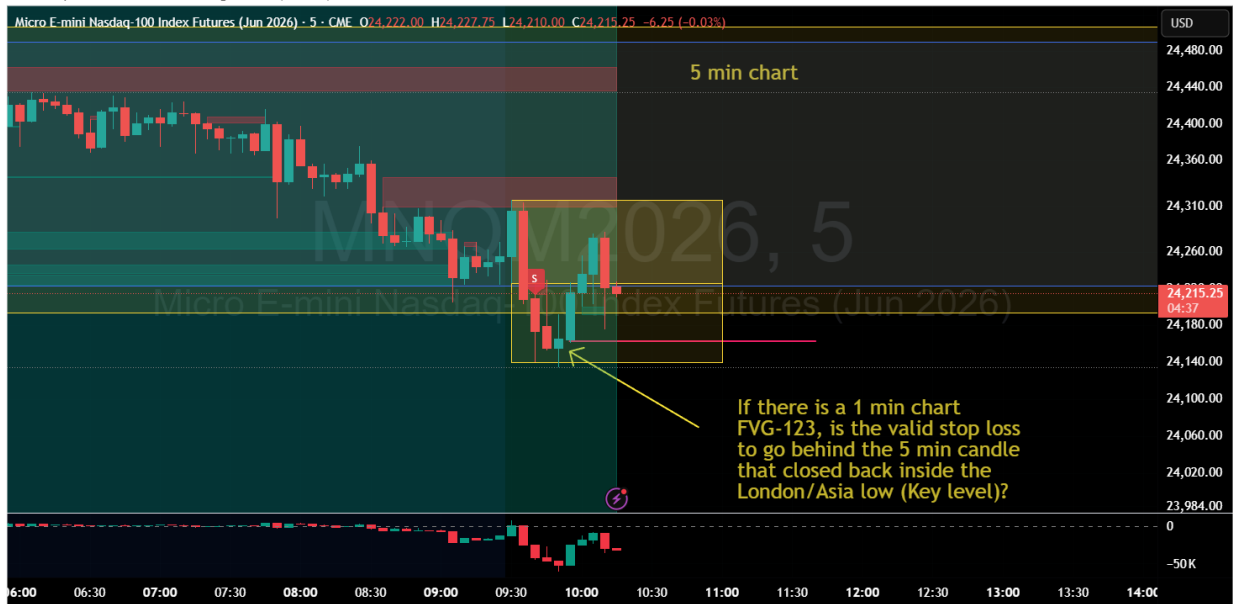 Micro E-mini Nasdaq-100 Index Futures (Jun 2026) · 5 · CME O24,222.00 H24,227.75 L24,210.00 C24,215.25 −6.25 (−0.03%)
USD
5 min chart
24,480.00
24,440.00
24,400.00
24,360.00
24,310.00
24,260.00
MNQM2026, 5
Micro E-mini Nasdaq-100 Index Futures (Jun 2026)
S
24,215.25
04:37
24,180.00
24,140.00
24,100.00
24,060.00
24,020.00
23,984.00
If there is a 1 min chart
FVG-123, is the valid stop loss
to go behind the 5 min candle
that closed back inside the
London/Asia low (Key level)?
0
−50K
06:30
07:00
07:30
08:00
08:30
09:00
09:30
10:00
10:30
11:00
11:30
12:00
12:30
13:00
13:30